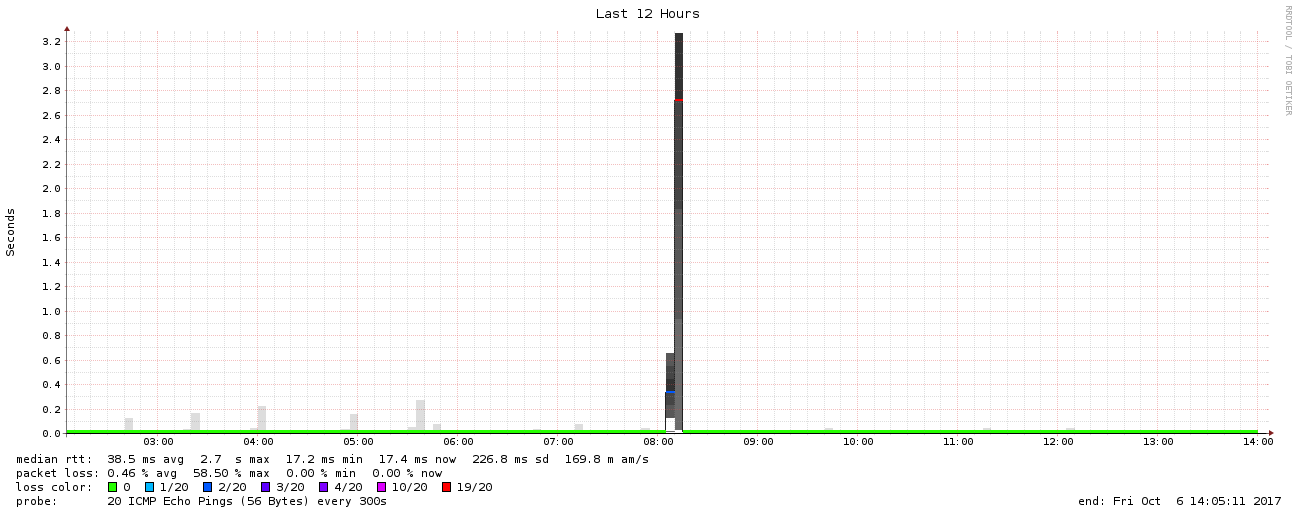 Last 12 Hours
RRDTOOL / TOBI OETIKER
Seconds
3.2
3.0
2.8
2.6
2.4
2.2
2.0
1.8
1.6
1.4
1.2
1.0
0.8
0.6
0.4
0.2
0.0
03:00 04:00 05:00 06:00 07:00 08:00 09:00 10:00 11:00 12:00 13:00 14:00
median rtt: 38.5 ms avg 2.7 s max 17.2 ms min 17.4 ms now 226.8 ms sd 169.8 m am/s
packet loss: 0.46 % avg 58.50 % max 0.00 % min 0.00 % now
loss color: 0 1/20 2/20 3/20 4/20 10/20 19/20
probe: 20 ICMP Echo Pings (56 Bytes) every 300s end: Fri Oct 6 14:05:11 2017